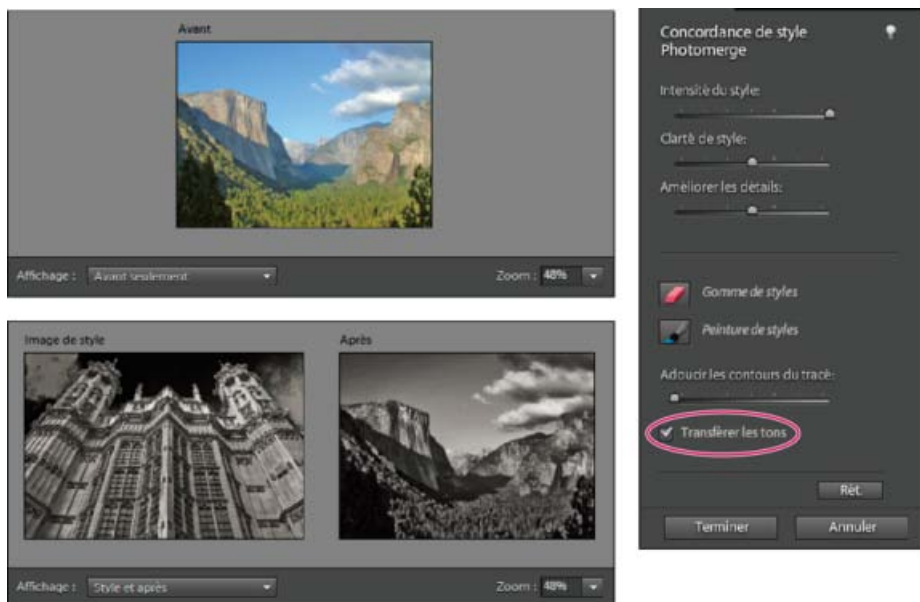 Avant
Affichage : Avant seulement
Zoom : 48%
Image de style
Après
Affichage : Style et après
Zoom : 48%
Concordance de style
Photomerge
Intensité du style:
Clarté de style:
Améliorer les détails:
Gomme de styles
Peinture de styles
Adoucir les contours du tracé:
Transférer les tons
Rét.
Terminer
Annuler